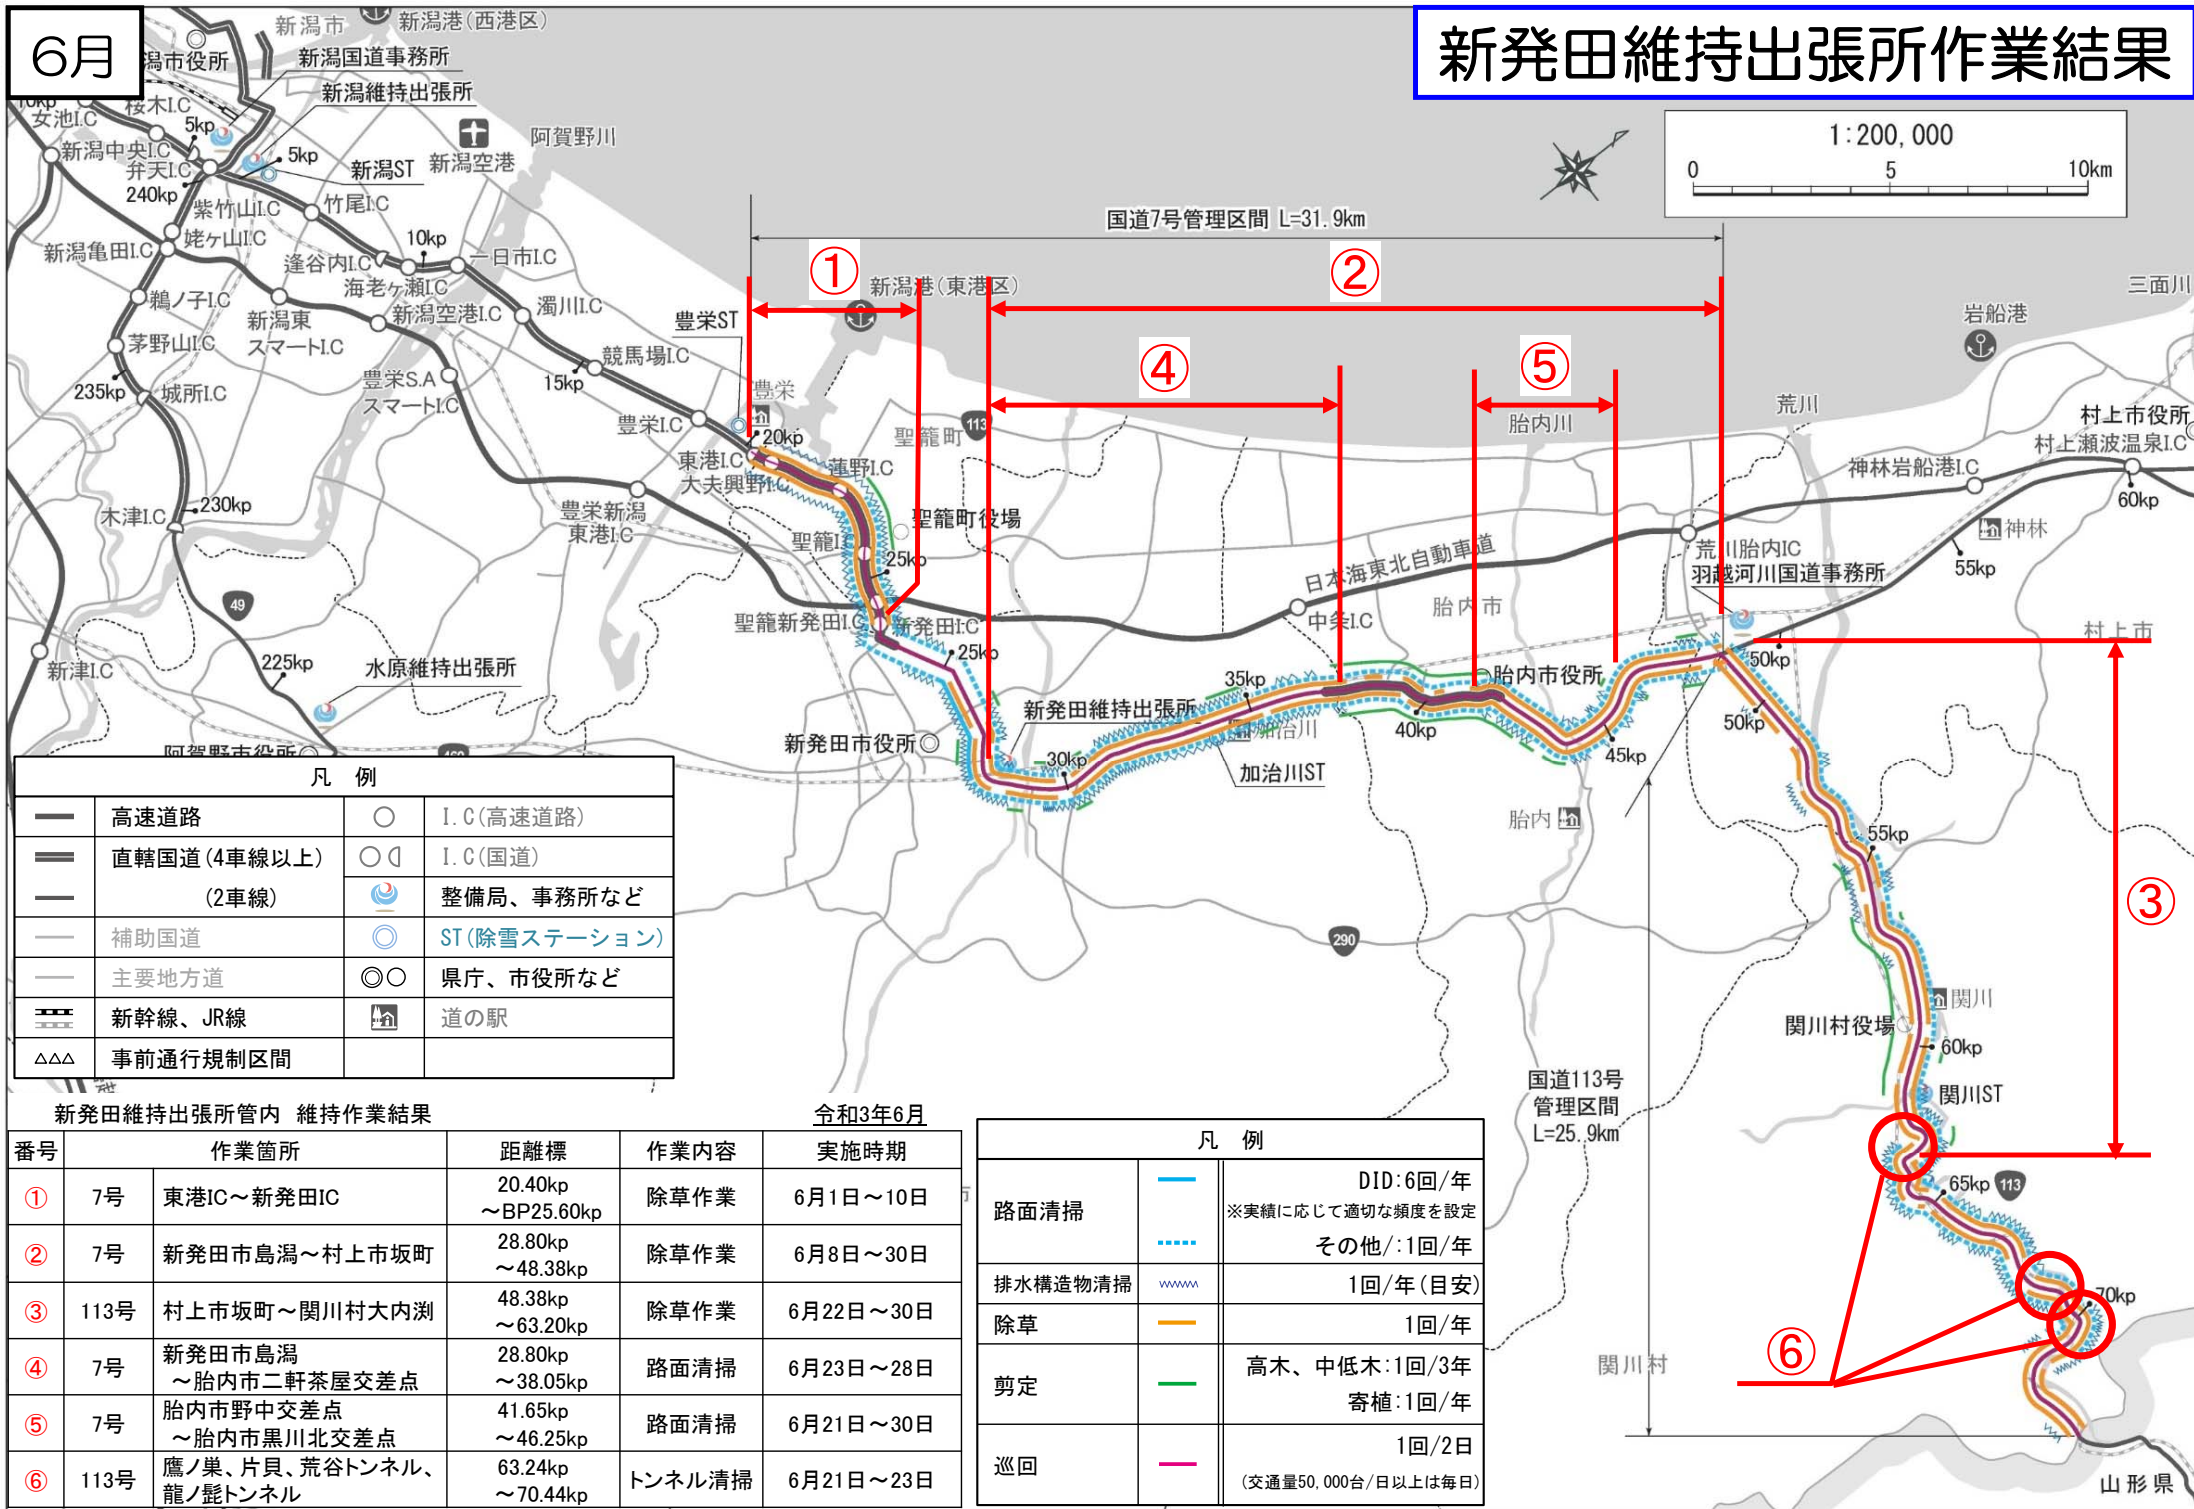 6月
新発田維持出張所作業結果
新潟市
新潟港(西港区)
潟市役所
新潟国道事務所
新潟維持出張所
10kp
桜木I.C
女池I.C
5kp
新潟中央I.C
弁天I.C
5kp
新潟ST
新潟空港
阿賀野川
240kp
紫竹山I.C
竹尾I.C
姥ヶ山I.C
新潟亀田I.C
10kp
逢谷内I.C
一日市I.C
海老ヶ瀬I.C
鵜ノ子I.C
新潟東
スマートI.C
新潟空港I.C
濁川I.C
茅野山I.C
豊栄ST
競馬場I.C
15kp
235kp
城所I.C
豊栄S.A
スマートI.C
豊栄
豊栄I.C
20kp
東港I.C
大夫興野I.C
蓮野I.C
聖籠町
113
木津I.C
230kp
豊栄新潟
東港I.C
聖籠町役場
聖籠I.
25kp
49
聖籠新発田I.C
新発田I.C
25kp
新津I.C
225kp
水原維持出張所
阿賀野市役所
460
新発田市役所
新発田維持出張所
30kp
35kp
加治川
加治川ST
1:200,000
0
5
10km
国道7号管理区間 L=31.9km
①
②
新潟港(東港区)
④
⑤
三面川
岩船港
荒川
胎内川
村上市役所
村上瀬波温泉I.C
神林岩船港I.C
60kp
神林
55kp
荒川胎内IC
羽越河川国道事務所
日本海東北自動車道
中条I.C
胎内市
村上市
50kp
胎内市役所
40kp
45kp
50kp
胎内
55kp
③
290
関川
関川村役場
60kp
関川ST
国道113号
管理区間
L=25.9km
65kp
113
70kp
⑥
関川村
山形県
凡 例
高速道路
I.C(高速道路)
直轄国道(4車線以上)
I.C(国道)
(2車線)
整備局、事務所など
補助国道
ST(除雪ステーション)
主要地方道
県庁、市役所など
新幹線、JR線
道の駅
事前通行規制区間
新発田維持出張所管内 維持作業結果
令和3年6月
番号 作業箇所 距離標 作業内容 実施時期
① 7号 東港IC～新発田IC 20.40kp ～BP25.60kp 除草作業 6月1日～10日
② 7号 新発田市島潟～村上市坂町 28.80kp ～48.38kp 除草作業 6月8日～30日
③ 113号 村上市坂町～関川村大内渕 48.38kp ～63.20kp 除草作業 6月22日～30日
④ 7号 新発田市島潟 ～胎内市二軒茶屋交差点 28.80kp ～38.05kp 路面清掃 6月23日～28日
⑤ 7号 胎内市野中交差点 ～胎内市黒川北交差点 41.65kp ～46.25kp 路面清掃 6月21日～30日
⑥ 113号 鷹ノ巣、片貝、荒谷トンネル、龍ノ髭トンネル 63.24kp ～70.44kp トンネル清掃 6月21日～23日
凡 例
路面清掃
DID:6回/年
※実績に応じて適切な頻度を設定
その他/:1回/年
排水構造物清掃
1回/年(目安)
除草
1回/年
剪定
高木、中低木:1回/3年
寄植:1回/年
巡回
1回/2日
(交通量50,000台/日以上は毎日)